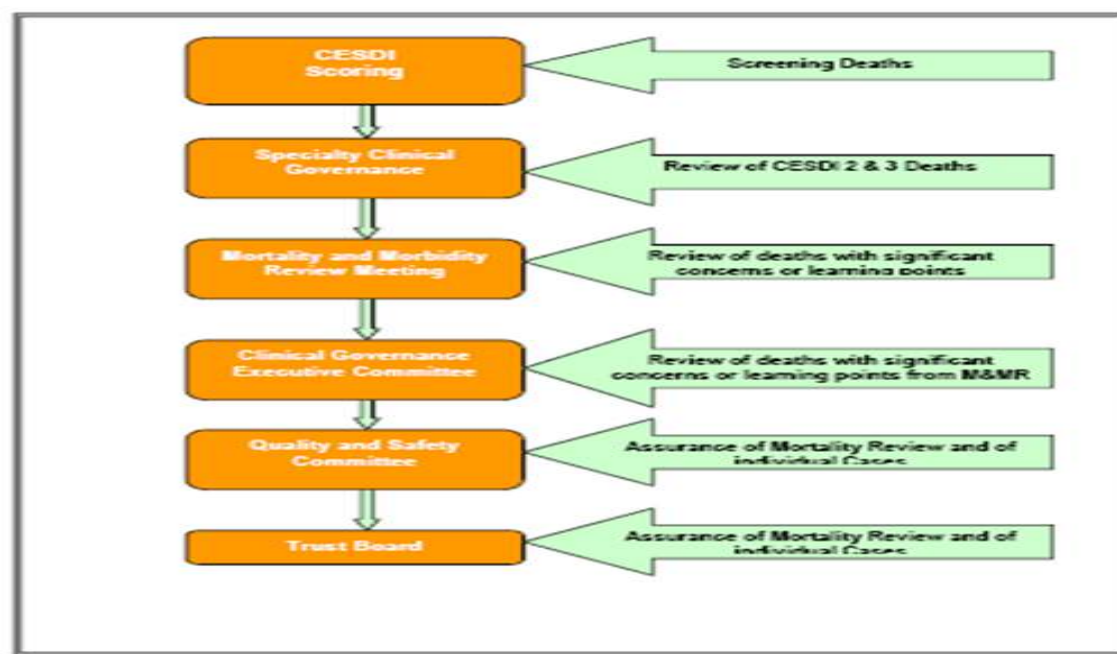 CESDI
Scoring
Screening Deaths
Specialty Clinical
Governance
Review of CESDI 2 & 3 Deaths
Mortality and Morbidity
Review Meeting
Review of deaths with significant
concerns or learning points
Clinical Governance
Executive Committee
Review of deaths with significant
concerns or learning points from M&MR
Quality and Safety
Committee
Assurance of Mortality Review and of
individual Cases
Trust Board
Assurance of Mortality Review and of
individual Cases